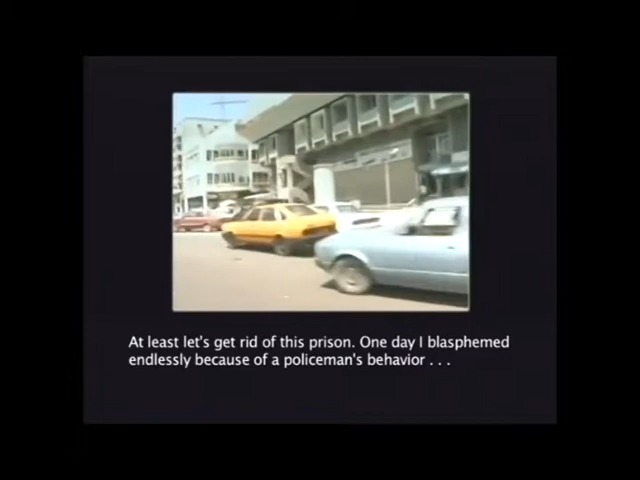 At least let's get rid of this prison. One day I blasphemed
endlessly because of a policeman's behavior . . .